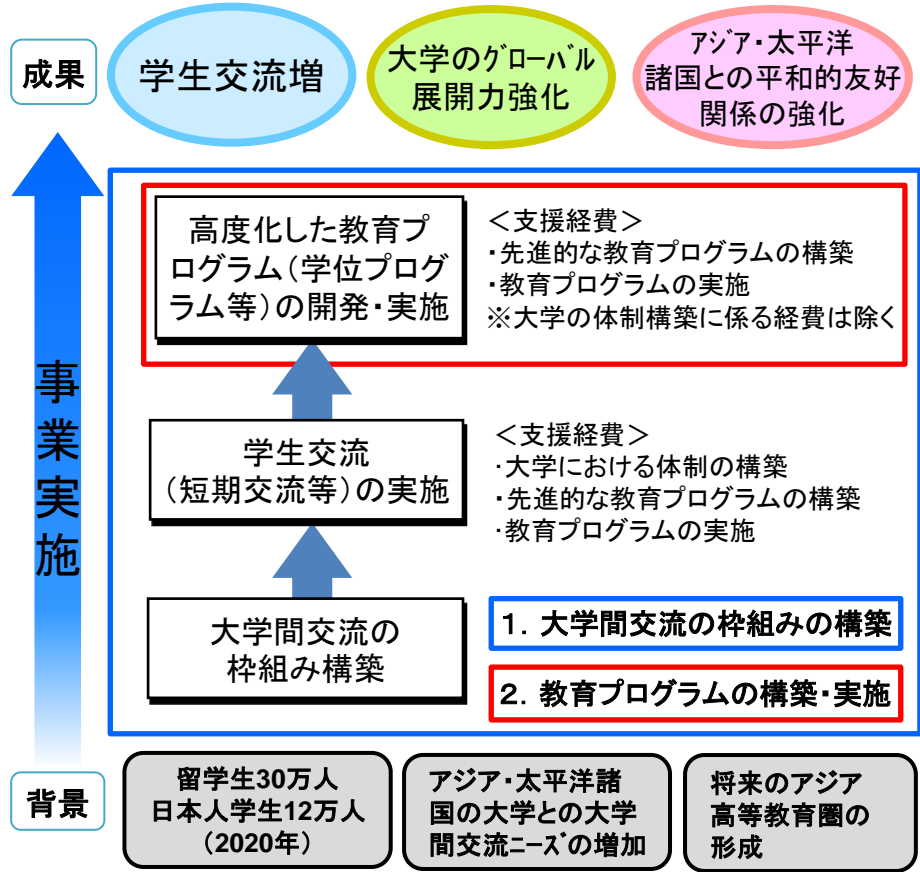 成果
学生交流増
大学のグローバル
展開力強化
アジア・太平洋
諸国との平和的友好
関係の強化
事業実施
高度化した教育プ
ログラム（学位プログ
ラム等）の開発・実施
＜支援経費＞
・先進的な教育プログラムの構築
・教育プログラムの実施
※大学の体制構築に係る経費は除く
学生交流
（短期交流等）の実施
＜支援経費＞
・大学における体制の構築
・先進的な教育プログラムの構築
・教育プログラムの実施
大学間交流の
枠組み構築
１．大学間交流の枠組みの構築
２．教育プログラムの構築・実施
背景
留学生30万人
日本人学生12万人
（2020年）
アジア・太平洋諸
国の大学との大学
間交流ニーズの増加
将来のアジア
高等教育圏の
形成